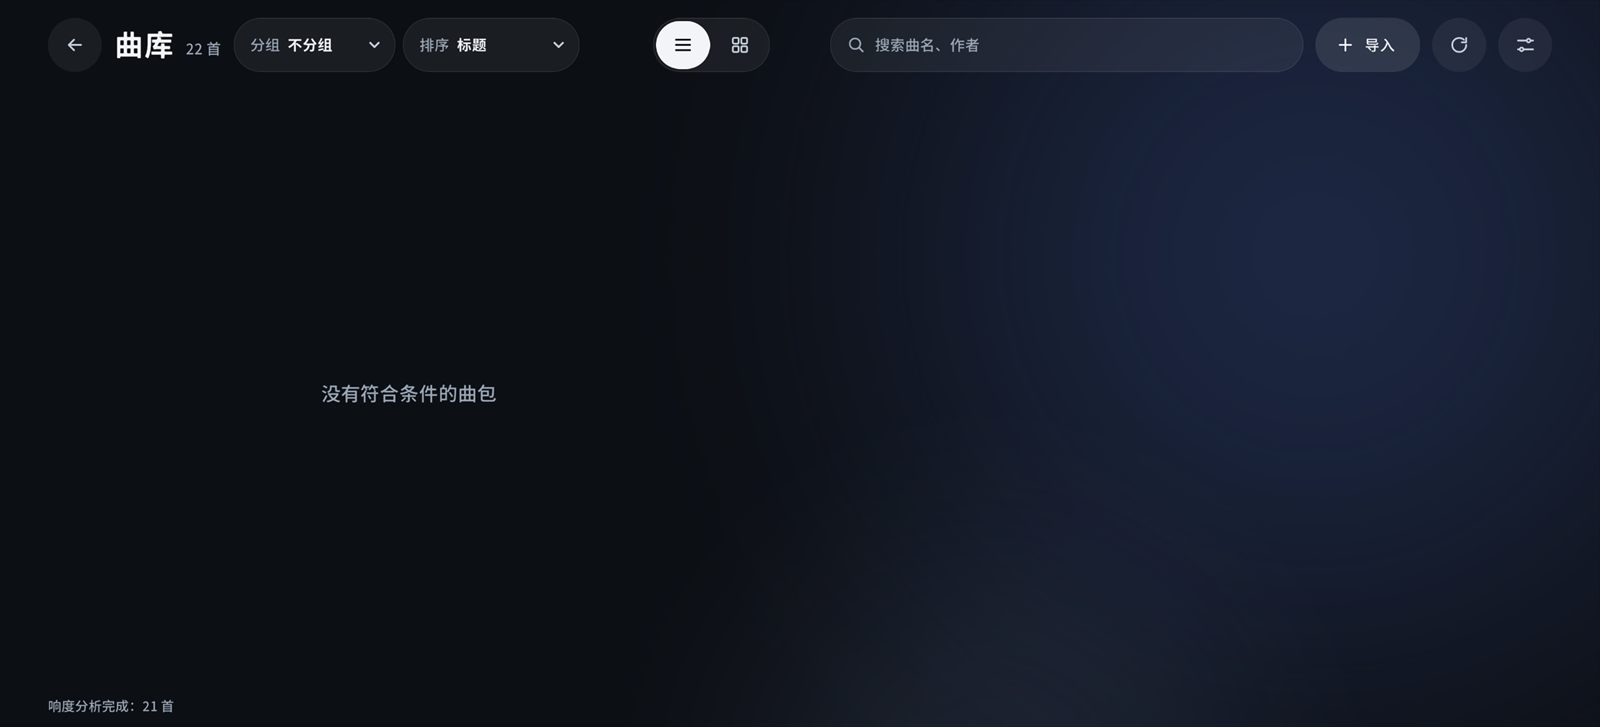 曲库 22 首 分组 不分组 排序 标题 搜索曲名、作者 导入
没有符合条件的曲包
响度分析完成：21 首